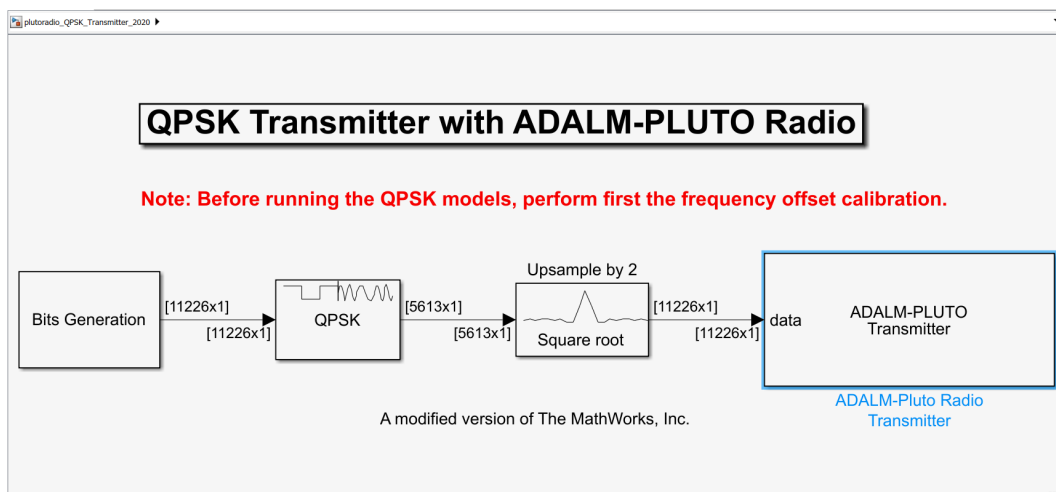 plutoradio_QPSK_Transmitter_2020
QPSK Transmitter with ADALM-PLUTO Radio
Note: Before running the QPSK models, perform first the frequency offset calibration.
Bits Generation
[11226x1]
[11226x1]
QPSK
[5613x1]
[5613x1]
Upsample by 2
Square root
[11226x1]
[11226x1]
data
ADALM-PLUTO
Transmitter
ADALM-Pluto Radio
Transmitter
A modified version of The MathWorks, Inc.